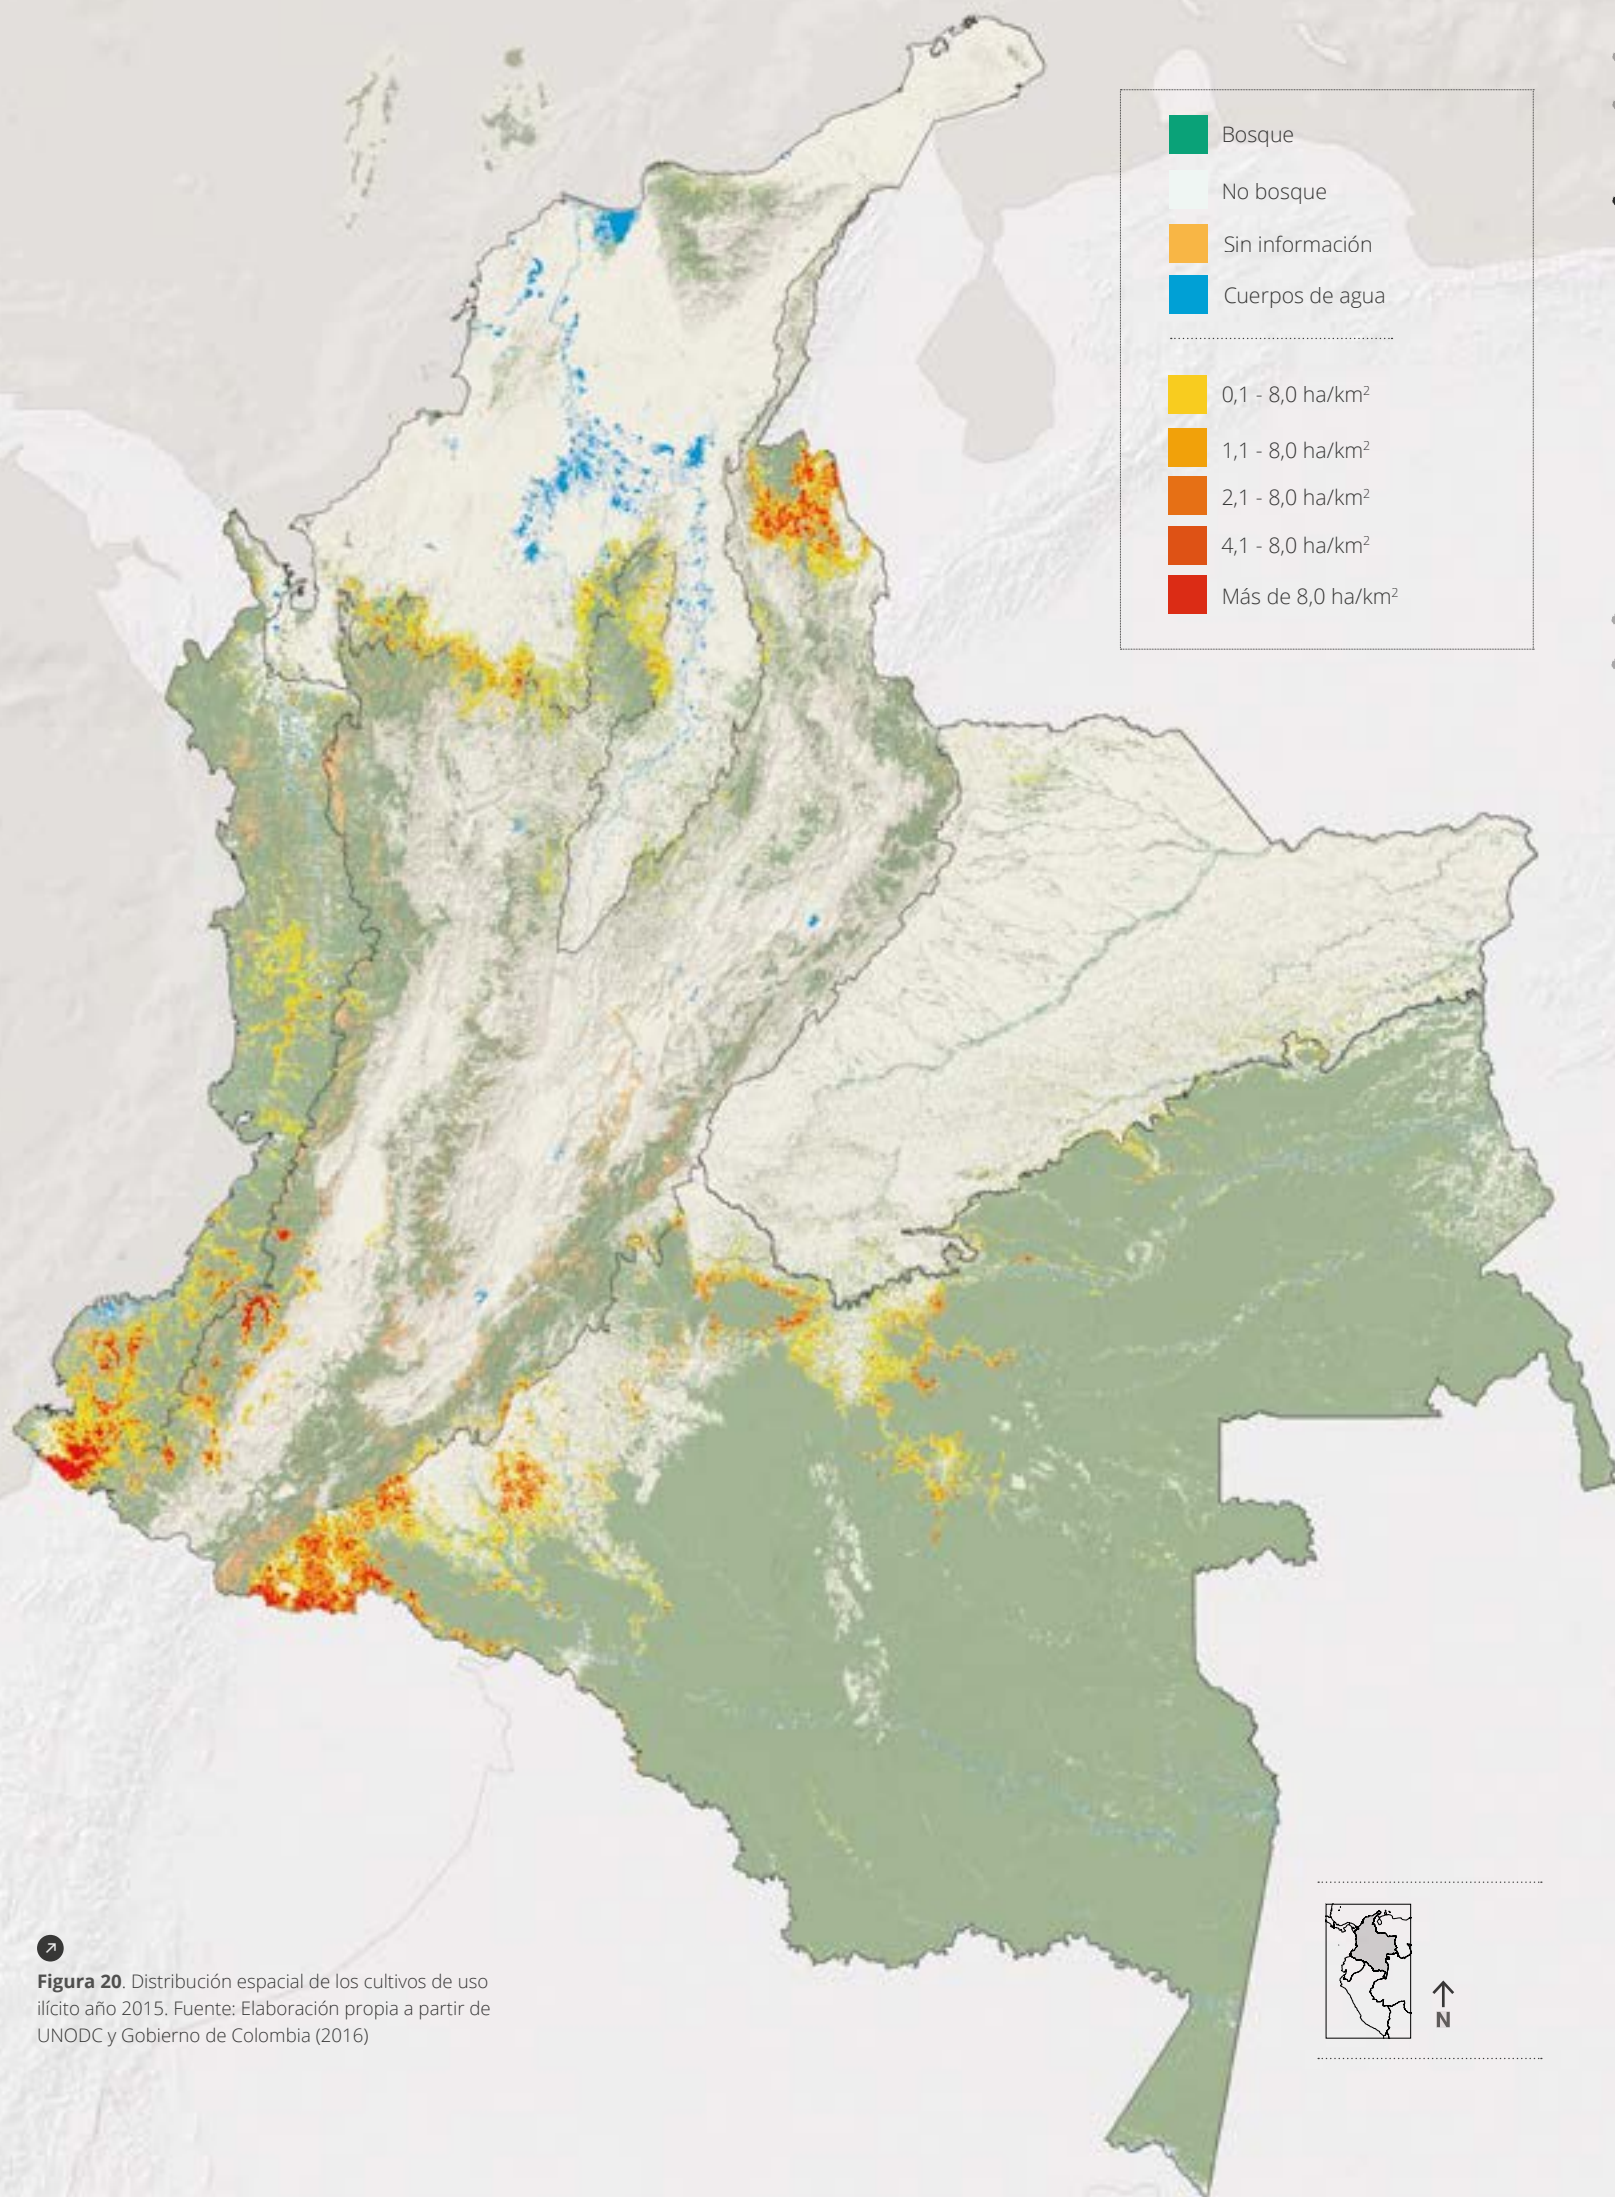 Bosque
No bosque
Sin información
Cuerpos de agua
0,1 - 8,0 ha/km²
1,1 - 8,0 ha/km²
2,1 - 8,0 ha/km²
4,1 - 8,0 ha/km²
Más de 8,0 ha/km²
Figura 20. Distribución espacial de los cultivos de uso
ilícito año 2015. Fuente: Elaboración propia a partir de
UNODC y Gobierno de Colombia (2016)
N